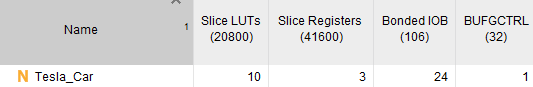 Name 1 Slice LUTs (20800) Slice Registers (41600) Bonded IOB (106) BUFGCTRL (32)
N Tesla_Car 10 3 24 1